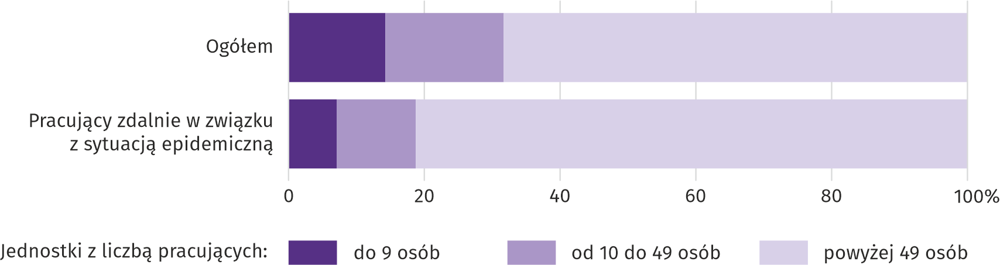 Ogółem
Pracujący zdalnie w związku
z sytuacją epidemiczną
0 20 40 60 80 100%
Jednostki z liczbą pracujących: do 9 osób od 10 do 49 osób powyżej 49 osób